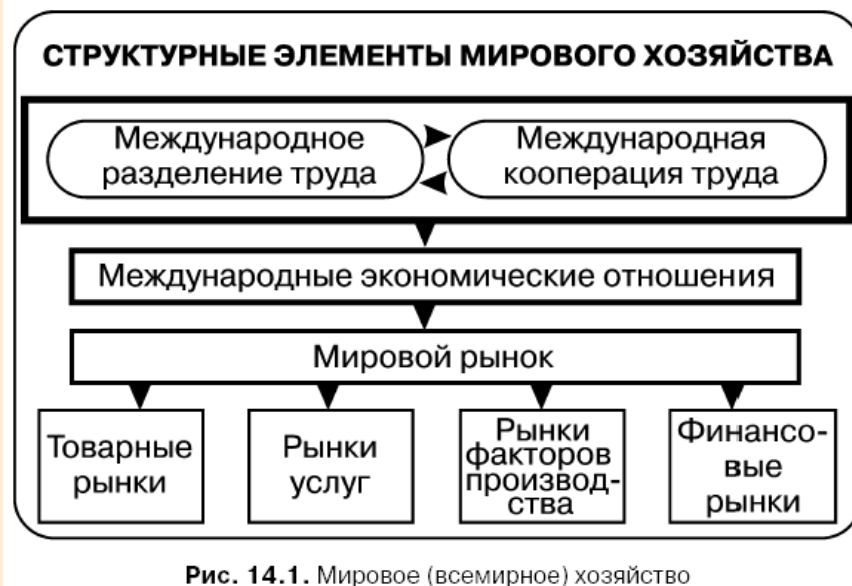 СТРУКТУРНЫЕ ЭЛЕМЕНТЫ МИРОВОГО ХОЗЯЙСТВА
Международное
разделение труда
Международная
кооперация труда
Международные экономические отношения
Мировой рынок
Товарные
рынки
Рынки
услуг
Рынки
факторов
производ-
ства
Финансо-
вые
рынки
Рис. 14.1. Мировое (всемирное) хозяйство